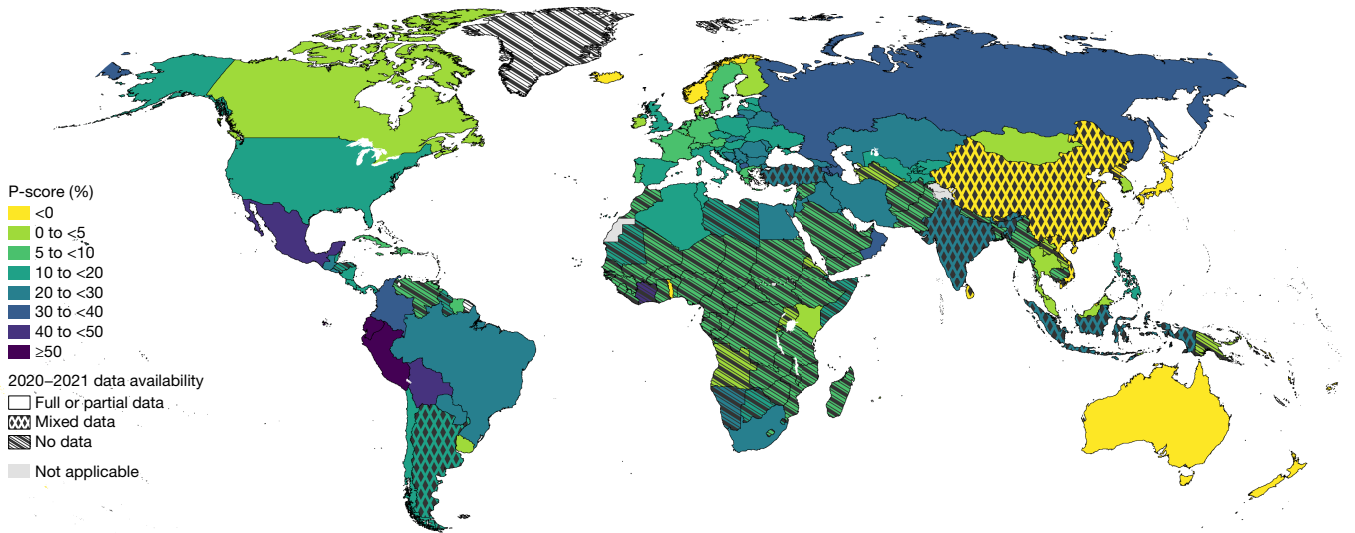 P-score (%)
<0
0 to <5
5 to <10
10 to <20
20 to <30
30 to <40
40 to <50
≥50
2020–2021 data availability
Full or partial data
Mixed data
No data
Not applicable